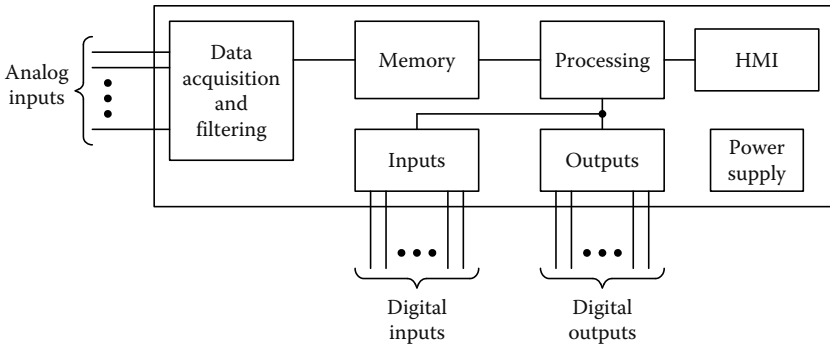 Analog
inputs
Data
acquisition
and
filtering
Memory
Processing
HMI
Inputs
Outputs
Power
supply
Digital
inputs
Digital
outputs